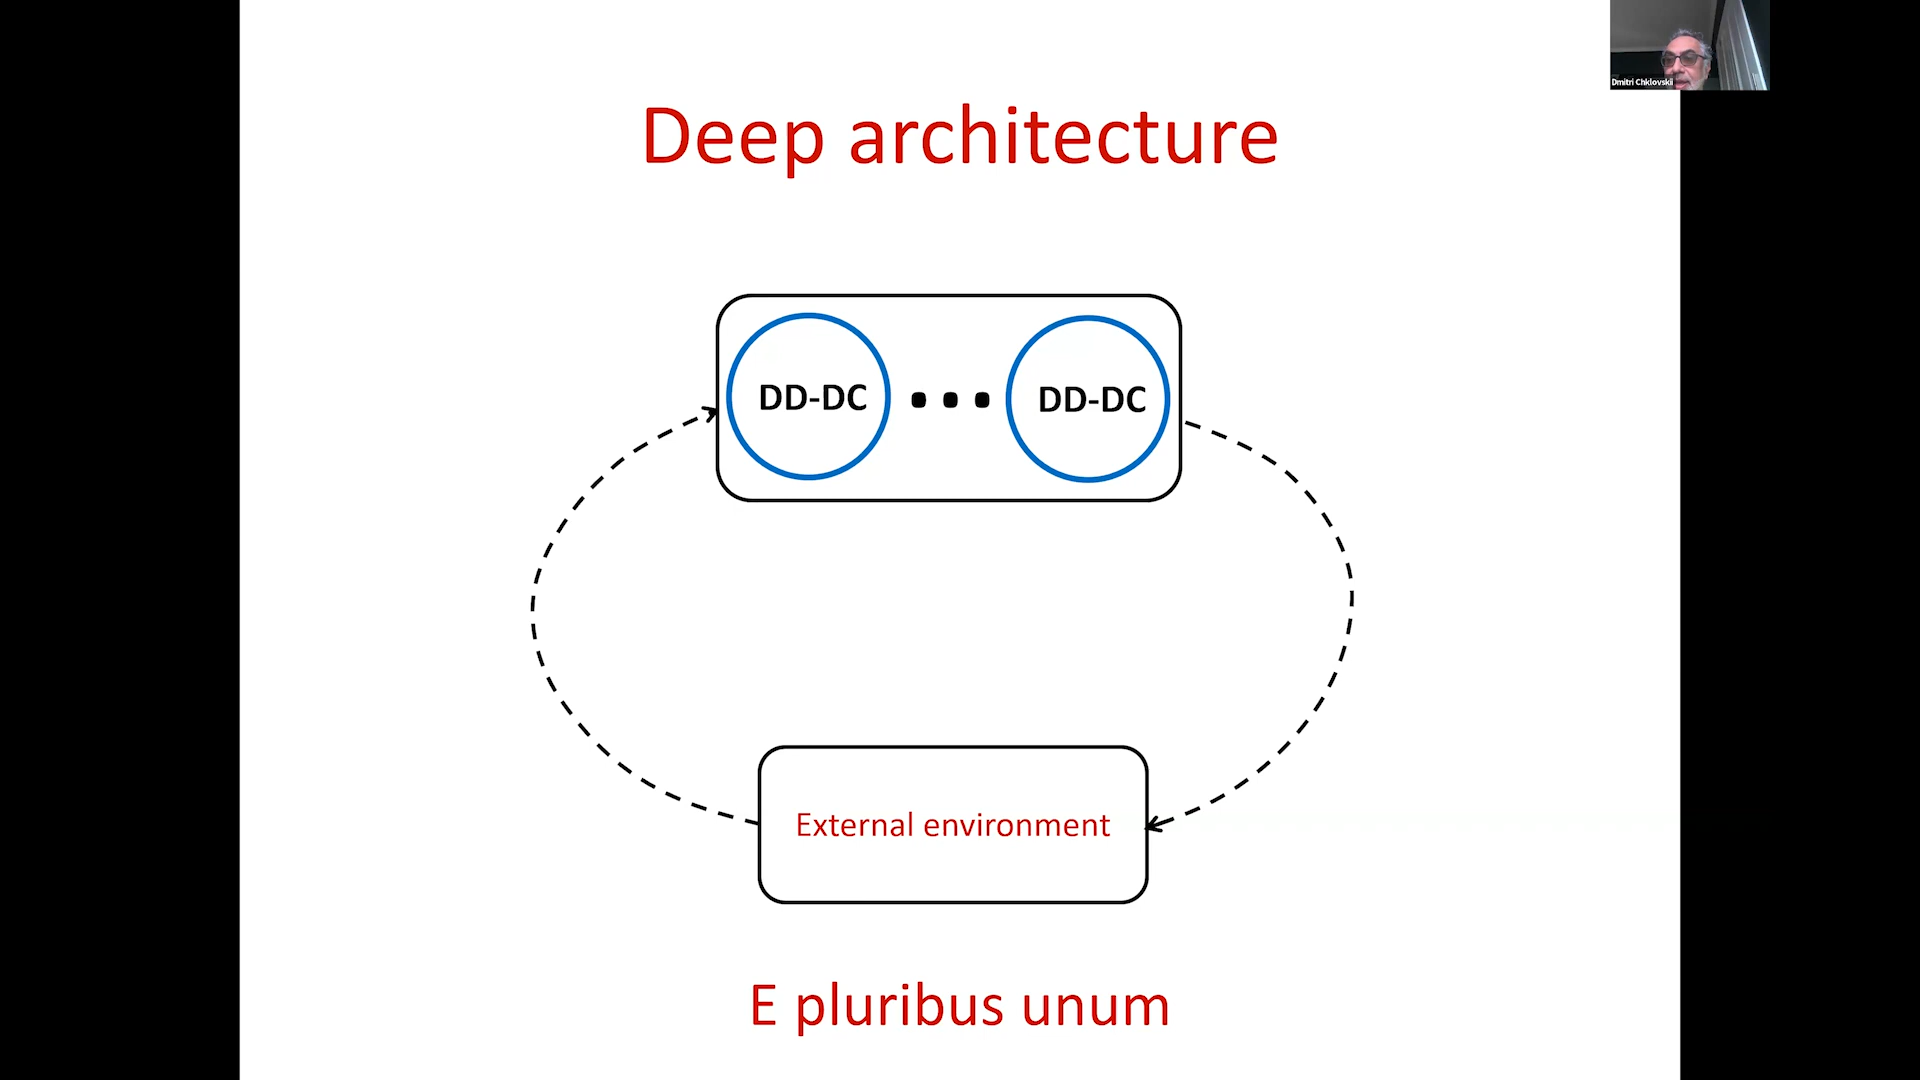 Dmitri Chklovskii
Deep architecture
DD-DC ... DD-DC
External environment
E pluribus unum